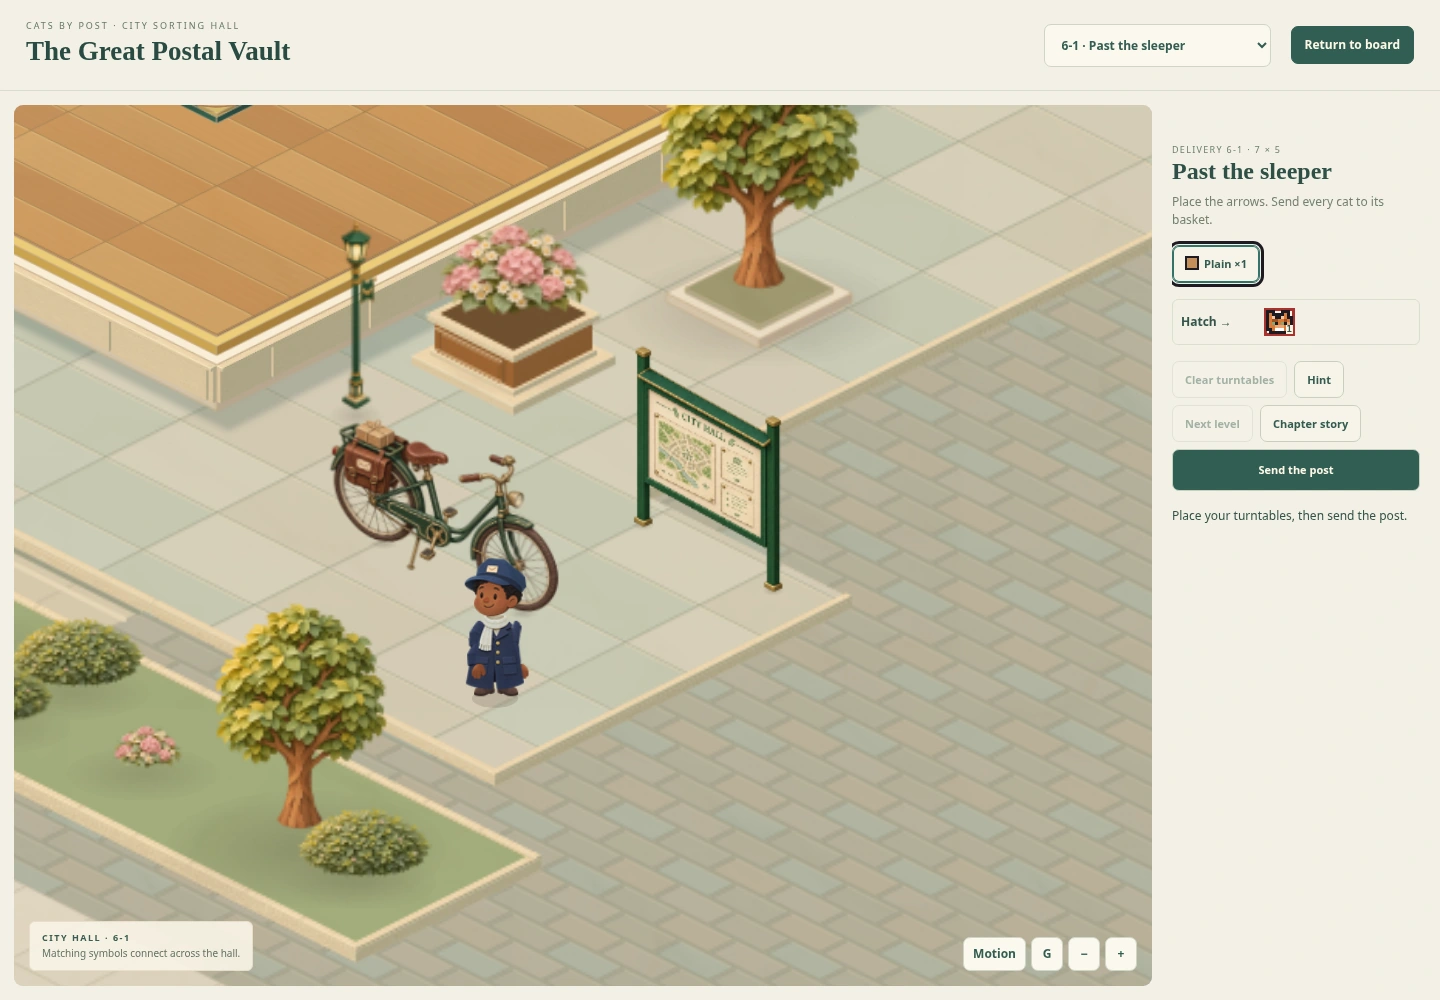 CATS BY POST · CITY SORTING HALL
The Great Postal Vault
6-1 · Past the sleeper
Return to board
DELIVERY 6-1 · 7 × 5
Past the sleeper
Place the arrows. Send every cat to its
basket.
Plain ×1
Hatch →
1
Clear turntables
Hint
Next level
Chapter story
Send the post
Place your turntables, then send the post.
CITY HALL
CITY HALL · 6-1
Matching symbols connect across the hall.
Motion
G
−
+